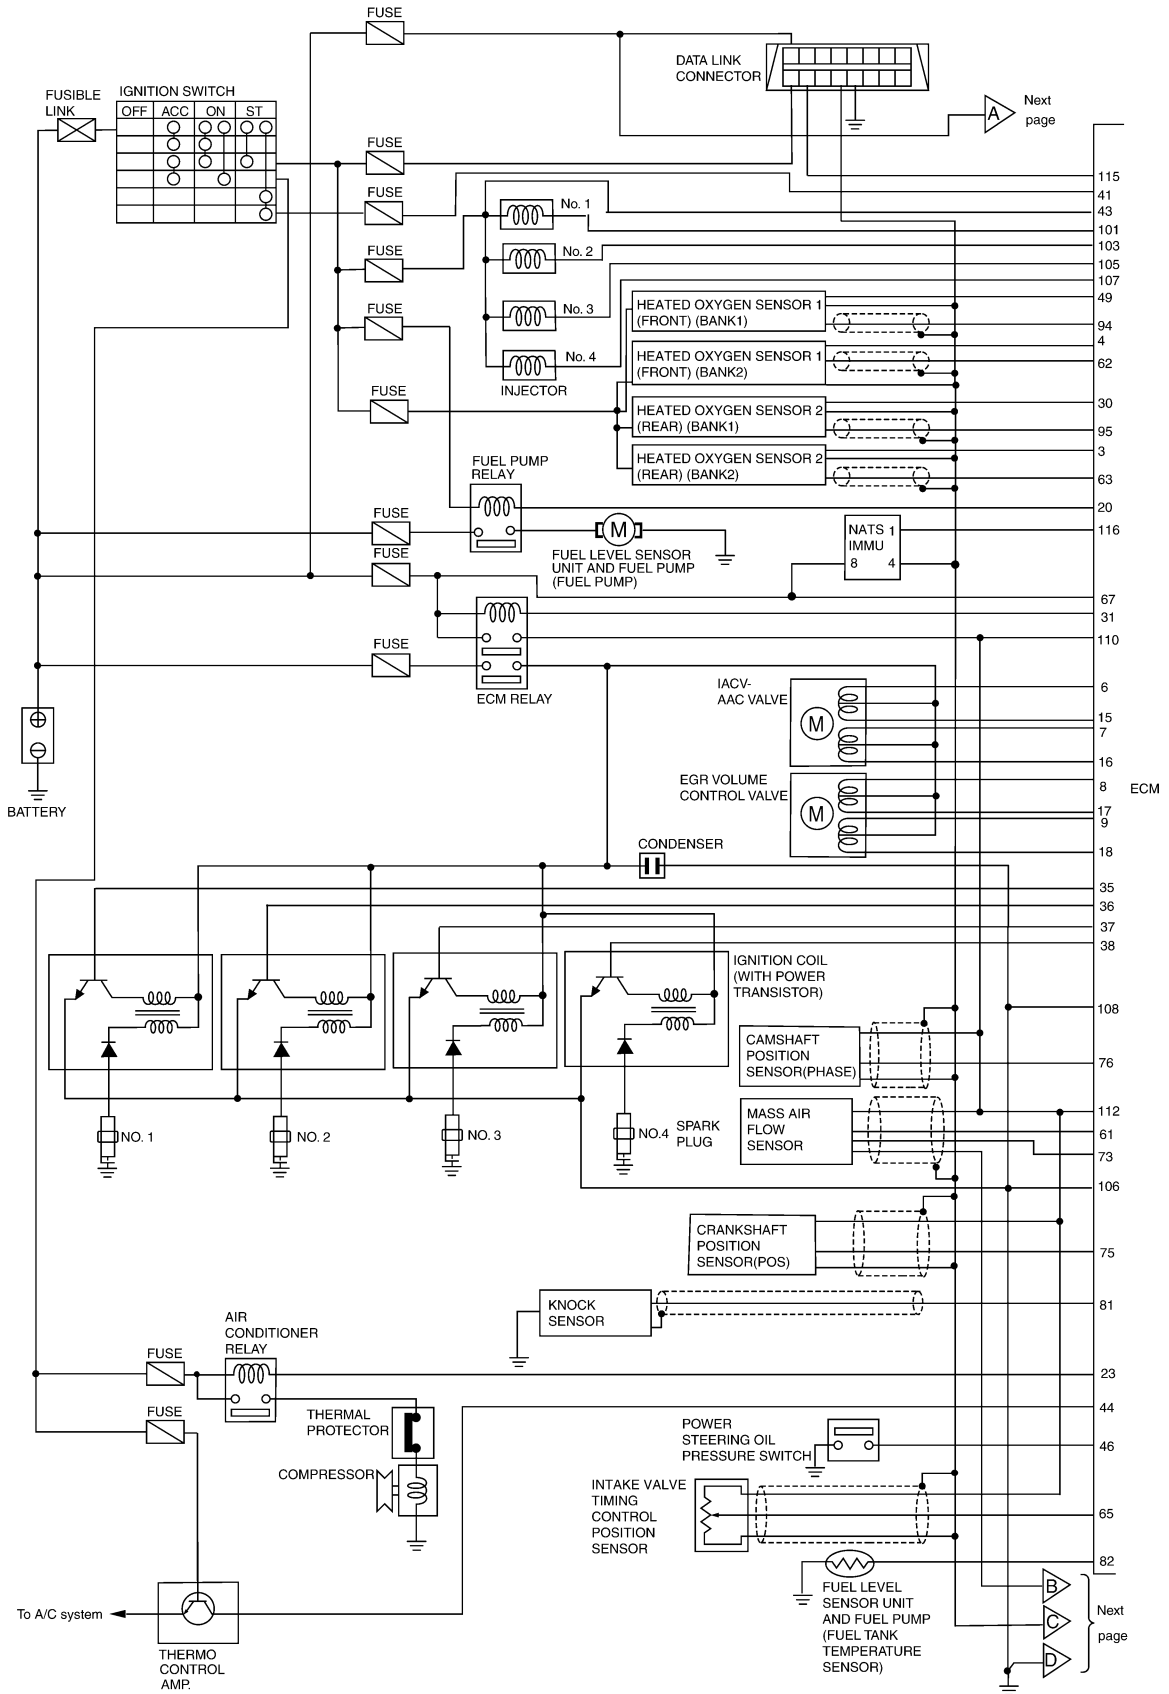 FUSE
DATA LINK
CONNECTOR
A
Next
page
FUSIBLE
LINK
IGNITION SWITCH
OFF ACC ON ST
FUSE
FUSE
FUSE
FUSE
FUSE
No. 1
No. 2
No. 3
No. 4
INJECTOR
115
41
43
101
103
105
107
49
94
4
62
30
95
3
63
20
116
HEATED OXYGEN SENSOR 1
(FRONT) (BANK1)
HEATED OXYGEN SENSOR 1
(FRONT) (BANK2)
HEATED OXYGEN SENSOR 2
(REAR) (BANK1)
HEATED OXYGEN SENSOR 2
(REAR) (BANK2)
FUEL PUMP
RELAY
FUSE
M
FUEL LEVEL SENSOR
UNIT AND FUEL PUMP
(FUEL PUMP)
NATS 1
IMMU
8 4
FUSE
67
31
110
FUSE
ECM RELAY
IACV-
AAC VALVE
M
6
15
7
16
EGR VOLUME
CONTROL VALVE
M
8
17
9
18
ECM
BATTERY
CONDENSER
35
36
37
38
IGNITION COIL
(WITH POWER
TRANSISTOR)
108
CAMSHAFT
POSITION
SENSOR(PHASE)
76
MASS AIR
FLOW
SENSOR
112
61
73
NO. 1
NO. 2
NO. 3
NO.4
SPARK
PLUG
106
CRANKSHAFT
POSITION
SENSOR(POS)
75
KNOCK
SENSOR
81
AIR
CONDITIONER
RELAY
FUSE
23
FUSE
THERMAL
PROTECTOR
44
COMPRESSOR
POWER
STEERING OIL
PRESSURE SWITCH
46
INTAKE VALVE
TIMING
CONTROL
POSITION
SENSOR
65
82
FUEL LEVEL
SENSOR UNIT
AND FUEL PUMP
(FUEL TANK
TEMPERATURE
SENSOR)
B
C
D
Next
page
To A/C system
THERMO
CONTROL
AMP.